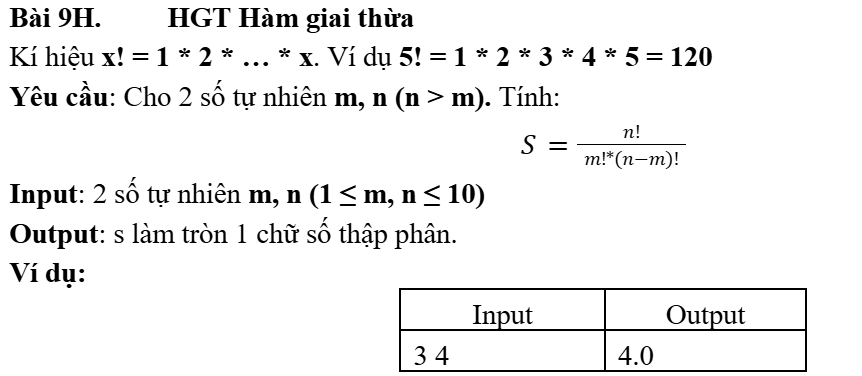 Bài 9H. HGT Hàm giai thừa
Kí hiệu x! = 1 * 2 * … * x. Ví dụ 5! = 1 * 2 * 3 * 4 * 5 = 120
Yêu cầu: Cho 2 số tự nhiên m, n (n > m). Tính:
S = n! / m!*(n−m)!
Input: 2 số tự nhiên m, n (1 ≤ m, n ≤ 10)
Output: s làm tròn 1 chữ số thập phân.
Ví dụ:
Input Output
3 4 4.0